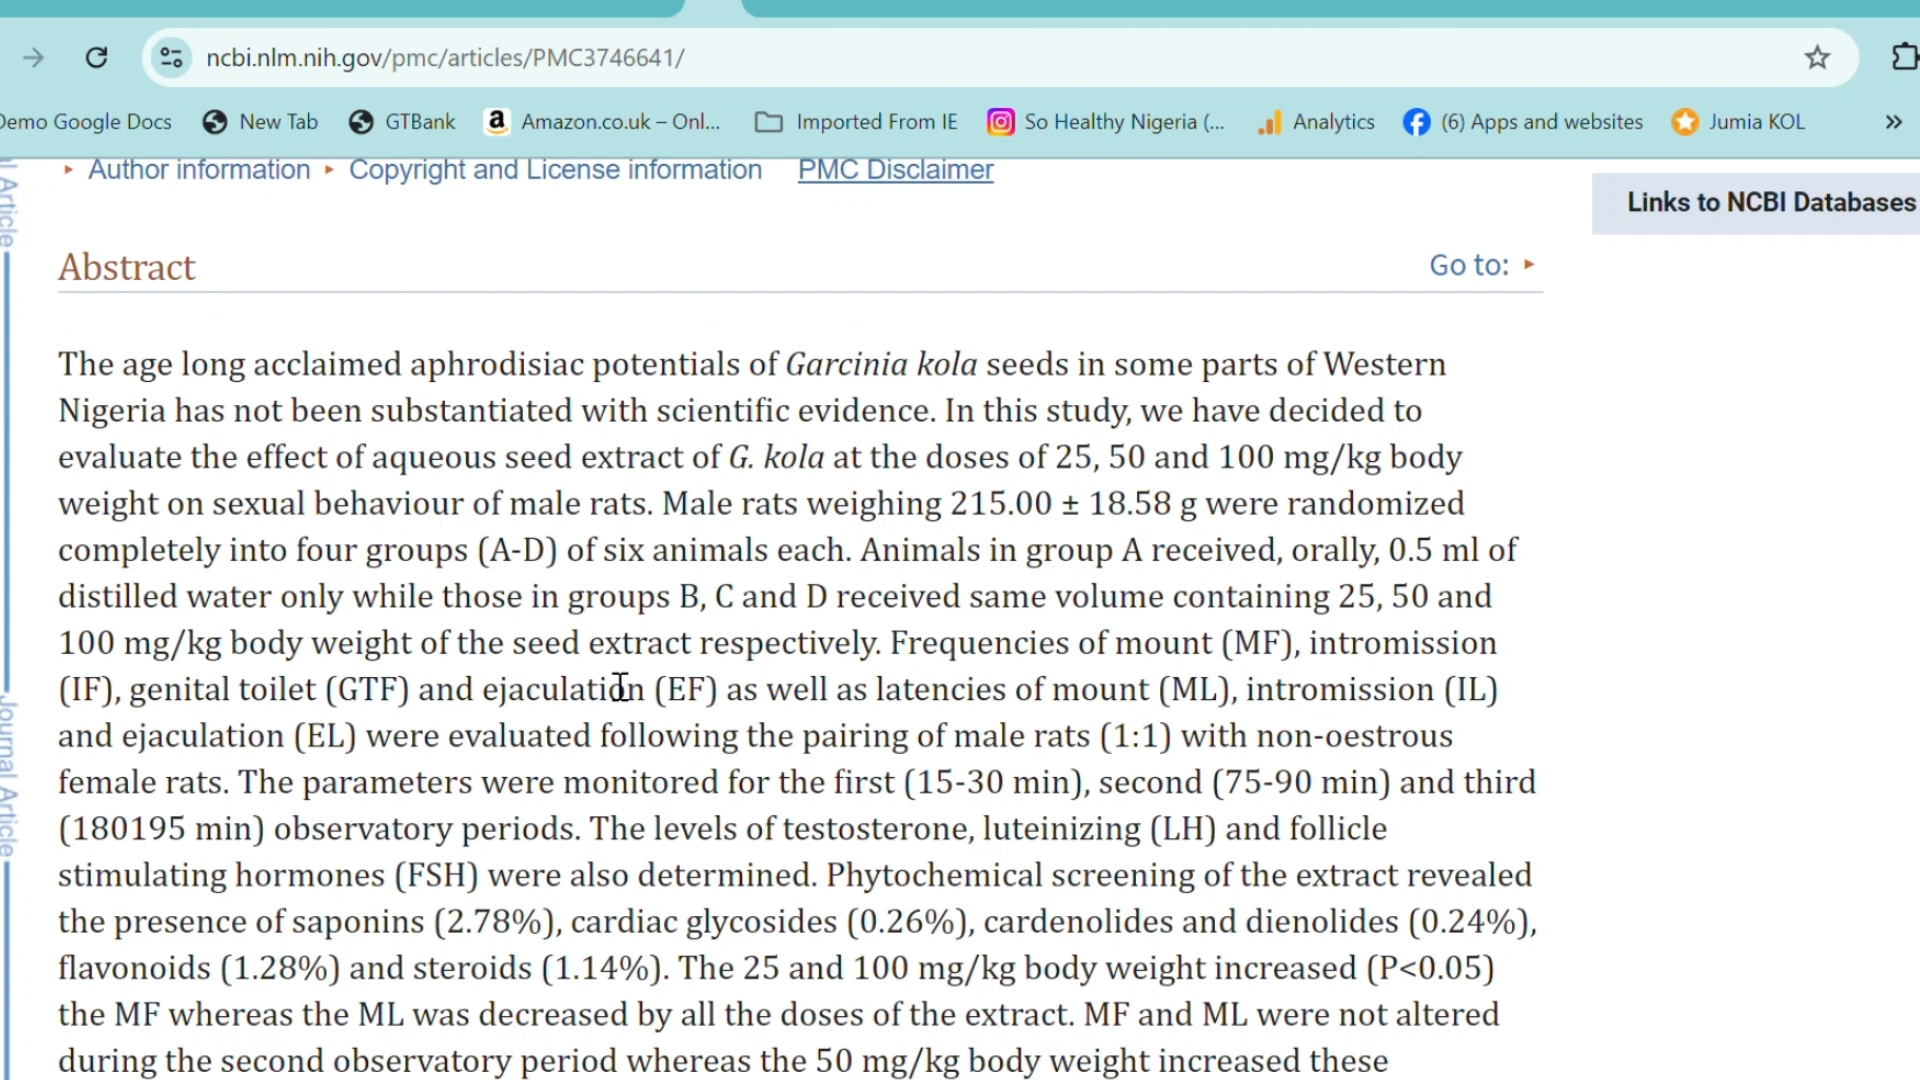 ncbi.nlm.nih.gov/pmc/articles/PMC3746641/
Demo Google Docs New Tab GTBank Amazon.co.uk – Onl... Imported From IE So Healthy Nigeria (... Analytics (6) Apps and websites Jumia KOL »
Author information Copyright and License information PMC Disclaimer
Links to NCBI Databases
Abstract Go to:
The age long acclaimed aphrodisiac potentials of Garcinia kola seeds in some parts of Western
Nigeria has not been substantiated with scientific evidence. In this study, we have decided to
evaluate the effect of aqueous seed extract of G. kola at the doses of 25, 50 and 100 mg/kg body
weight on sexual behaviour of male rats. Male rats weighing 215.00 ± 18.58 g were randomized
completely into four groups (A-D) of six animals each. Animals in group A received, orally, 0.5 ml of
distilled water only while those in groups B, C and D received same volume containing 25, 50 and
100 mg/kg body weight of the seed extract respectively. Frequencies of mount (MF), intromission
(IF), genital toilet (GTF) and ejaculation (EF) as well as latencies of mount (ML), intromission (IL)
and ejaculation (EL) were evaluated following the pairing of male rats (1:1) with non-oestrous
female rats. The parameters were monitored for the first (15-30 min), second (75-90 min) and third
(180195 min) observatory periods. The levels of testosterone, luteinizing (LH) and follicle
stimulating hormones (FSH) were also determined. Phytochemical screening of the extract revealed
the presence of saponins (2.78%), cardiac glycosides (0.26%), cardenolides and dienolides (0.24%),
flavonoids (1.28%) and steroids (1.14%). The 25 and 100 mg/kg body weight increased (P<0.05)
the MF whereas the ML was decreased by all the doses of the extract. MF and ML were not altered
during the second observatory period whereas the 50 mg/kg body weight increased these
Article
Journal Article